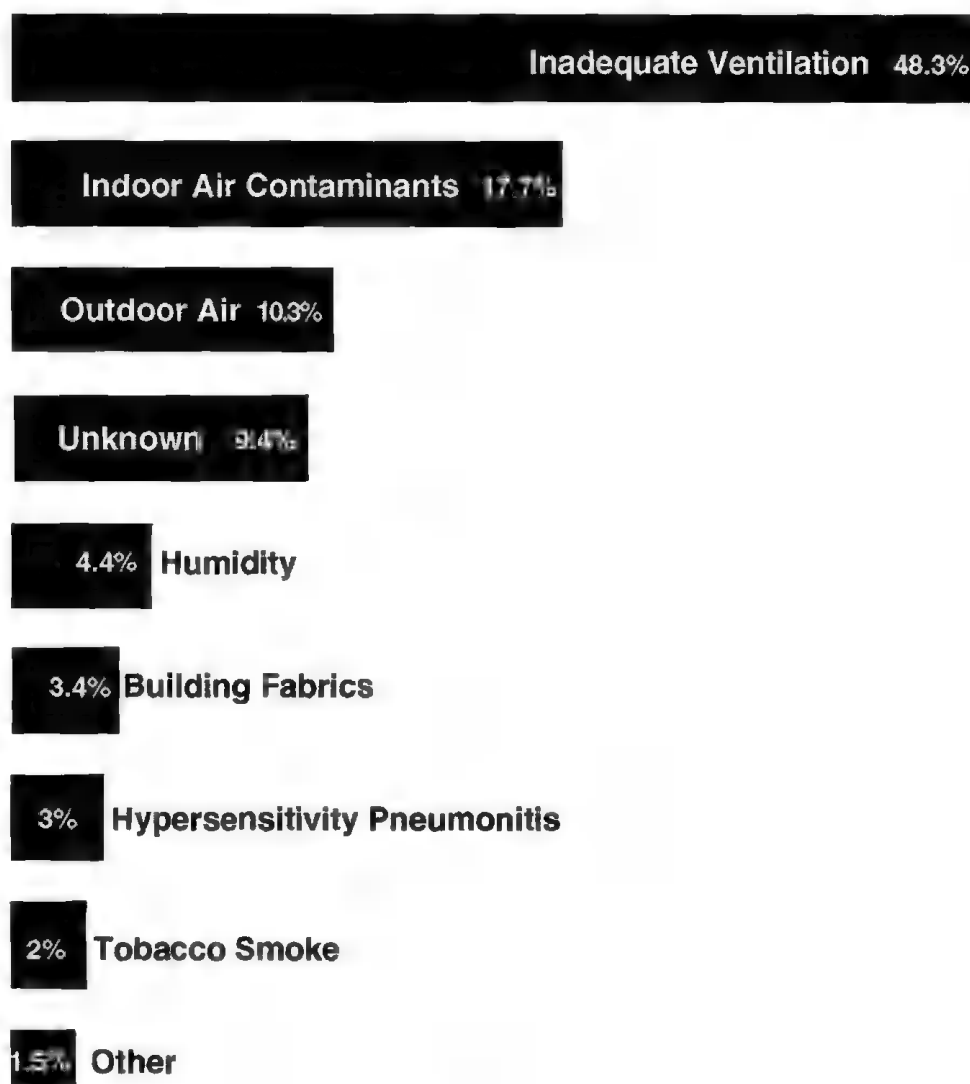 Inadequate Ventilation 48.3%
Indoor Air Contaminants 17.7%
Outdoor Air 10.3%
Unknown 9.4%
4.4% Humidity
3.4% Building Fabrics
3% Hypersensitivity Pneumonitis
2% Tobacco Smoke
1.5% Other